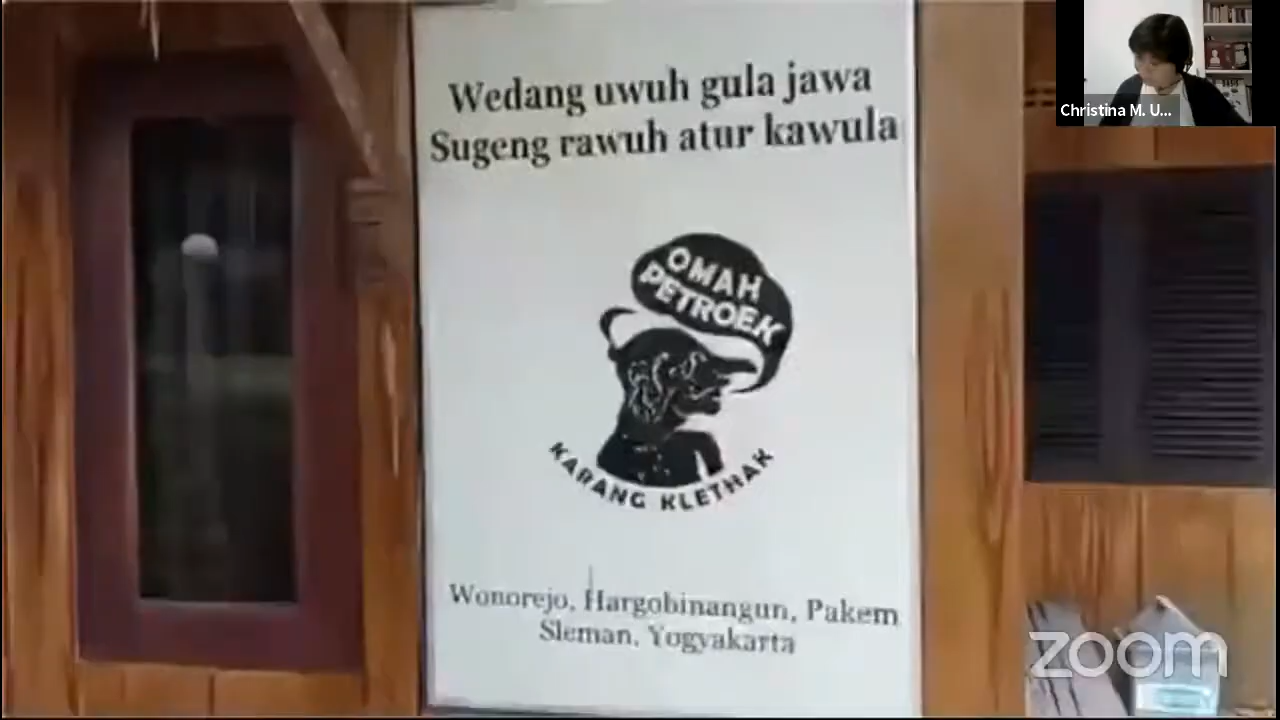 Wedang uwuh gula jawa
Sugeng rawuh atur kawula
OMAH
PETROEK
KARANG KLETHAK
Wonorejo, Hargobinangun, Pakem
Sleman, Yogyakarta
Christina M. U...
zoom